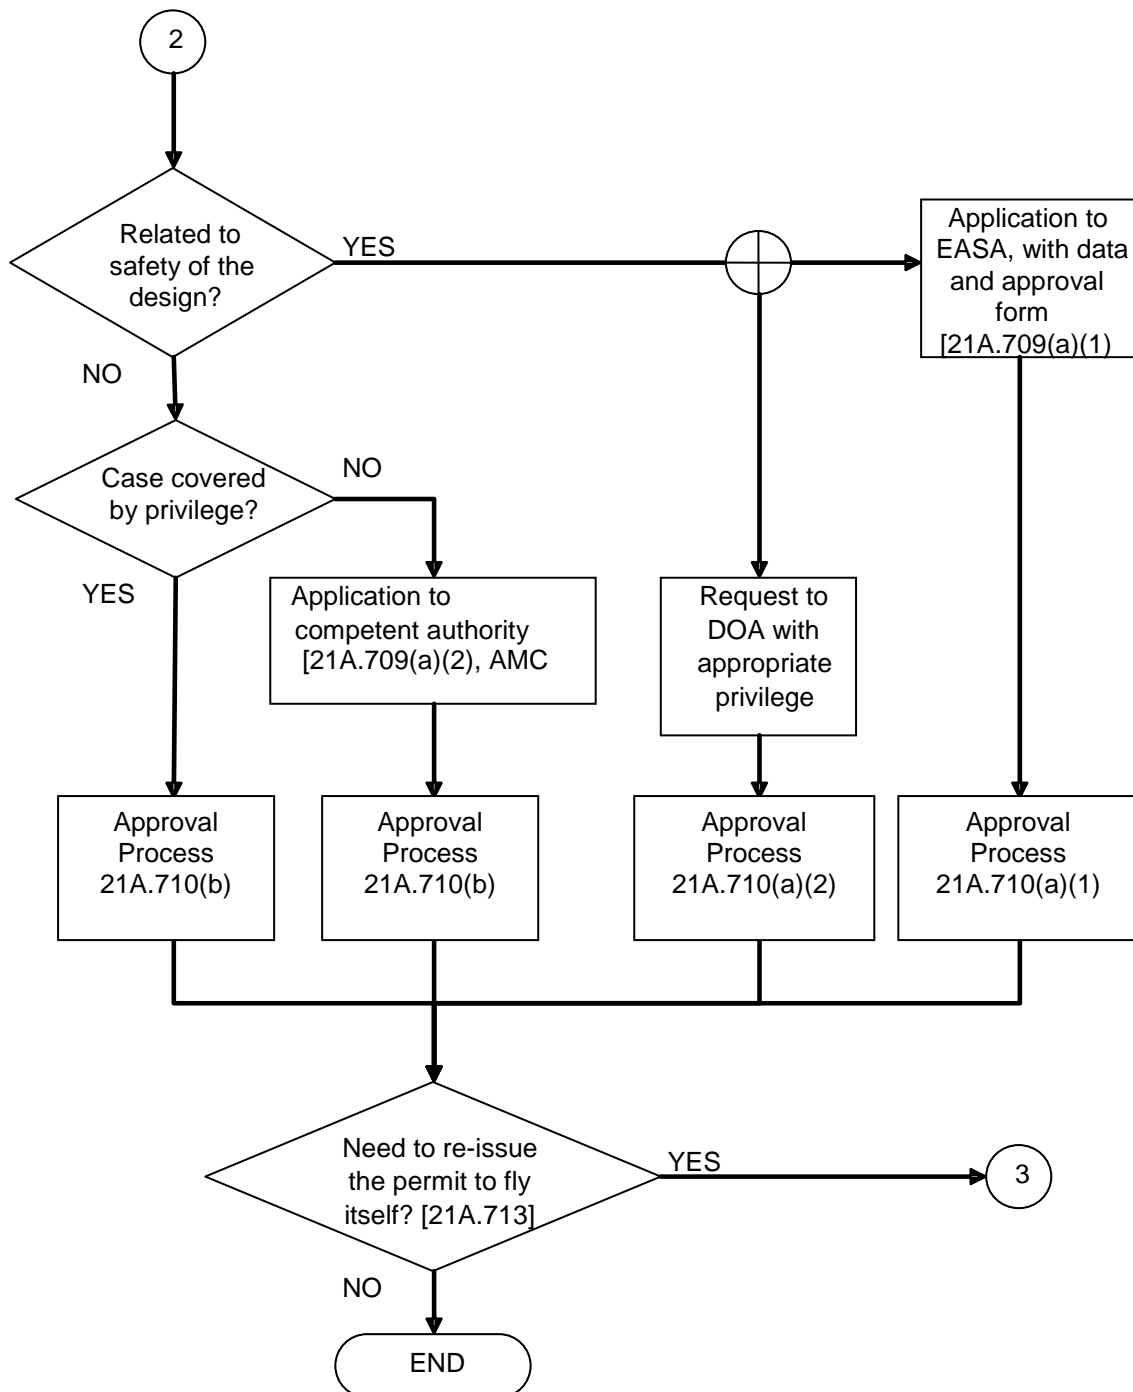 2
Related to
safety of the
design?
YES
Application to
EASA, with data
and approval
form
[21A.709(a)(1)
NO
Case covered
by privilege?
NO
YES
Application to
competent authority
[21A.709(a)(2), AMC
Request to
DOA with
appropriate
privilege
Approval
Process
21A.710(b)
Approval
Process
21A.710(b)
Approval
Process
21A.710(a)(2)
Approval
Process
21A.710(a)(1)
Need to re-issue
the permit to fly
itself? [21A.713]
YES
3
NO
END